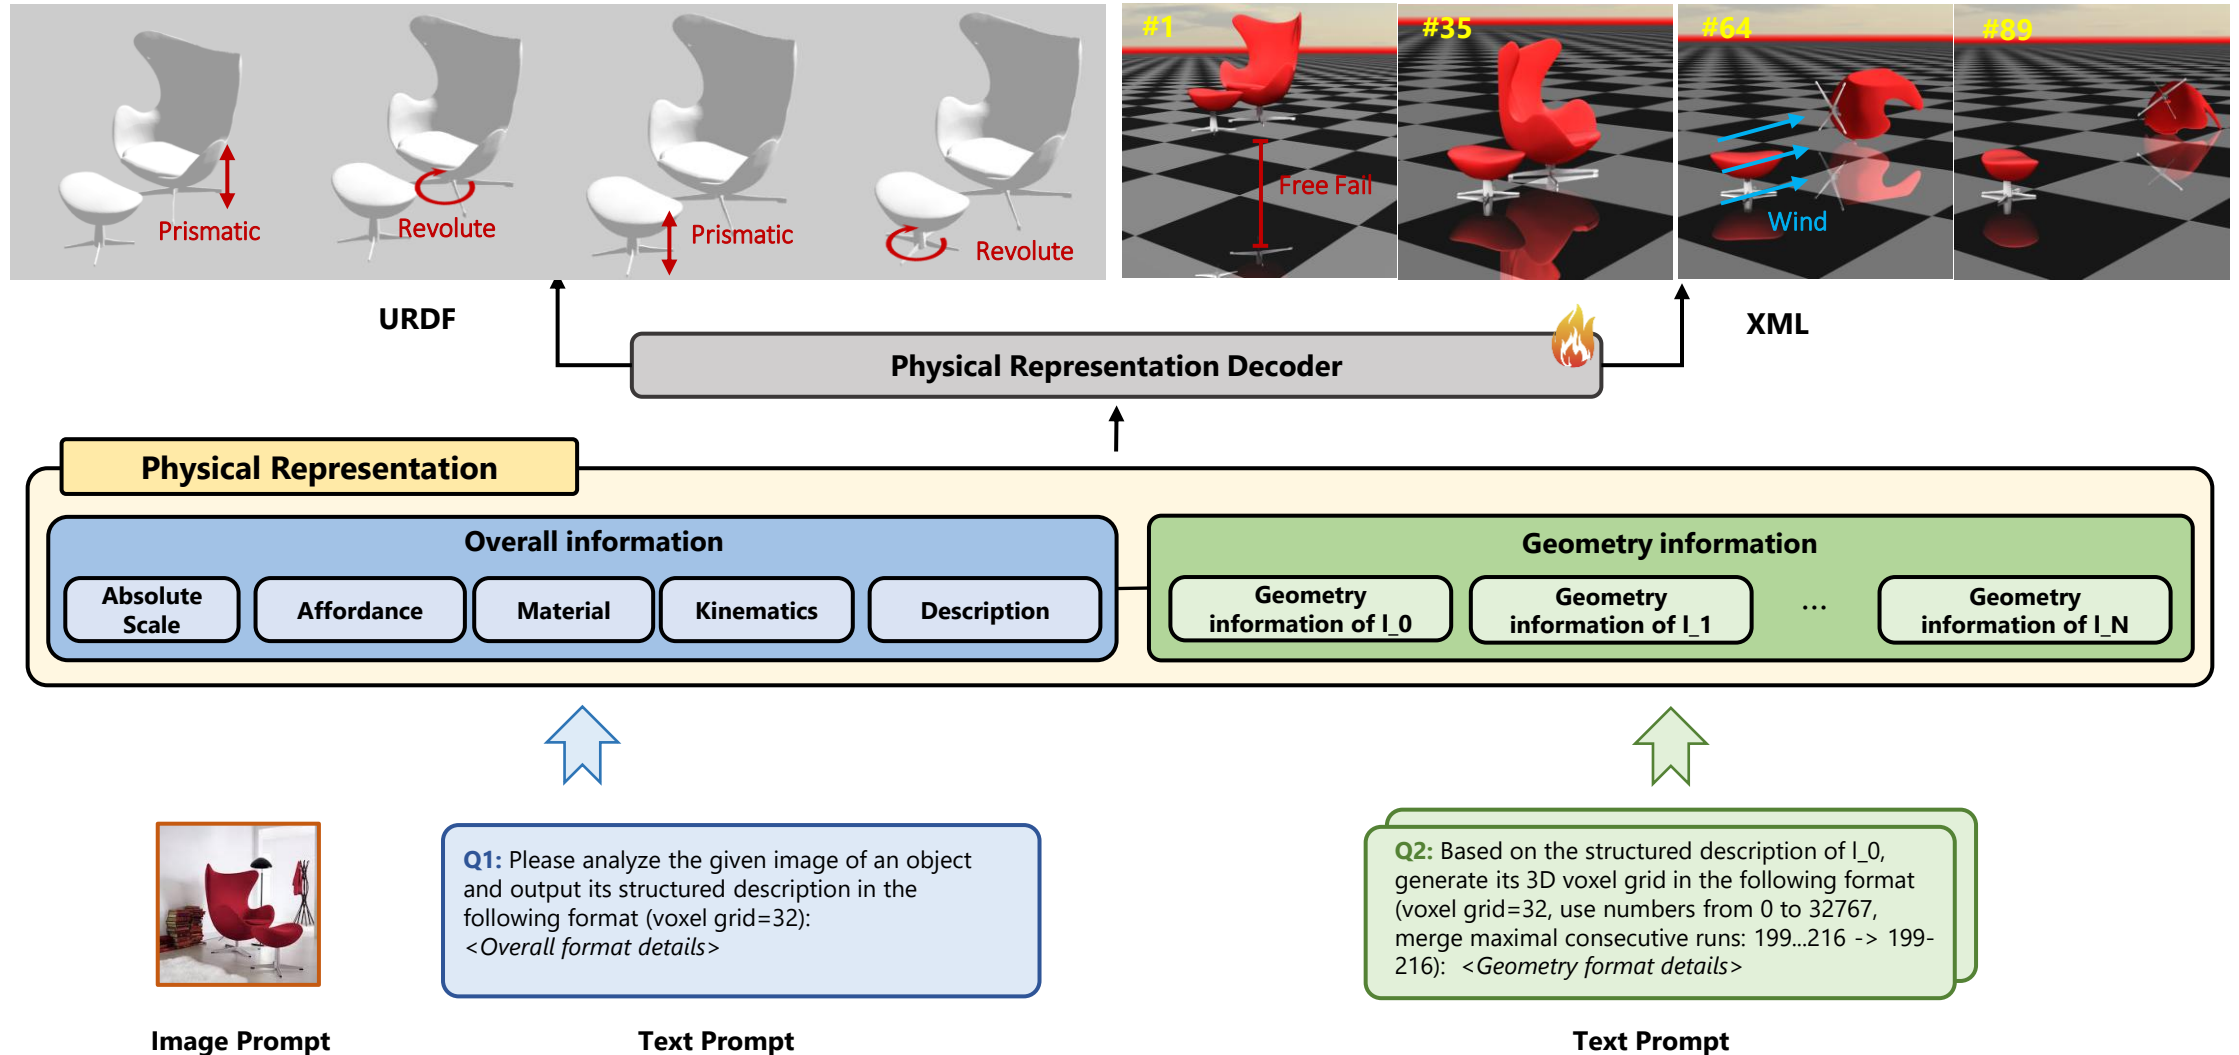 #1
#35
#64
#89
Prismatic
Revolute
Prismatic
Revolute
Free Fail
Wind
URDF
XML
Physical Representation Decoder
Physical Representation
Overall information
Absolute
Scale
Affordance
Material
Kinematics
Description
Geometry information
Geometry
information of l_0
Geometry
information of l_1
...
Geometry
information of l_N
Q1: Please analyze the given image of an object
and output its structured description in the
following format (voxel grid=32):
<Overall format details>
Q2: Based on the structured description of l_0,
generate its 3D voxel grid in the following format
(voxel grid=32, use numbers from 0 to 32767,
merge maximal consecutive runs: 199...216 -> 199-
216): <Geometry format details>
Image Prompt
Text Prompt
Text Prompt